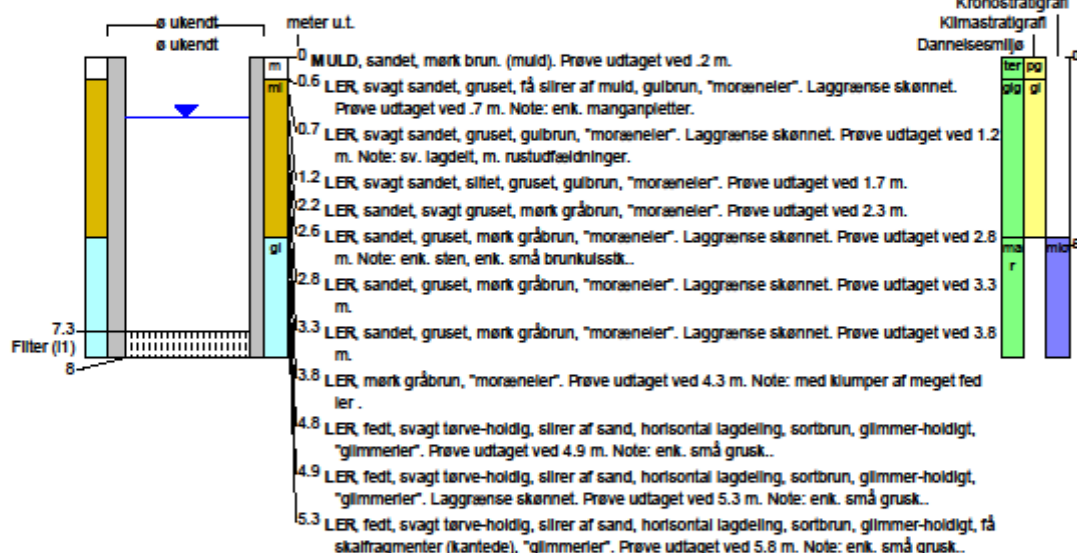 Kronostratigrafi
ø ukendt
meter u.t.
Klimastratigrafi
ø ukendt
Dannelsesmiljø
0 MULD, sandet, mørk brun. (muld). Prøve udtaget ved .2 m.
0.6 LER, svagt sandet, gruset, få slirer af muld, gulbrun, "moræneler". Laggrænse skønnet.
Prøve udtaget ved .7 m. Note: enk. manganpletter.
0.7 LER, svagt sandet, gruset, gulbrun, "moræneler". Laggrænse skønnet. Prøve udtaget ved 1.2
m. Note: sv. lagdelt, m. rustudfældninger.
1.2 LER, svagt sandet, siltet, gruset, gulbrun, "moræneler". Prøve udtaget ved 1.7 m.
2.2 LER, sandet, svagt gruset, mørk gråbrun, "moræneler". Prøve udtaget ved 2.3 m.
2.6 LER, sandet, gruset, mørk gråbrun, "moræneler". Laggrænse skønnet. Prøve udtaget ved 2.8
m. Note: enk. sten, enk. små brunkulsstk..
2.8 LER, sandet, gruset, mørk gråbrun, "moræneler". Laggrænse skønnet. Prøve udtaget ved 3.3
m.
3.3 LER, sandet, gruset, mørk gråbrun, "moræneler". Laggrænse skønnet. Prøve udtaget ved 3.8
m.
3.8 LER, mørk gråbrun, "moræneler". Prøve udtaget ved 4.3 m. Note: med klumper af meget fed
ler .
4.8 LER, fedt, svagt tørve-holdig, slirer af sand, horisontal lagdeling, sortbrun, glimmer-holdigt,
"glimmerler". Prøve udtaget ved 4.9 m. Note: enk. små grusk..
4.9 LER, fedt, svagt tørve-holdig, slirer af sand, horisontal lagdeling, sortbrun, glimmer-holdigt,
"glimmerler". Laggrænse skønnet. Prøve udtaget ved 5.3 m. Note: enk. små grusk..
5.3 LER, fedt, svagt tørve-holdig, slirer af sand, horisontal lagdeling, sortbrun, glimmer-holdigt, få
skalfragmenter (kantede), "glimmerler". Prøve udtaget ved 5.8 m. Note: enk. små grusk..
m
ml
gl
7.3
Filter (I1)
8
ter pg
glg gl
ma
r
mio